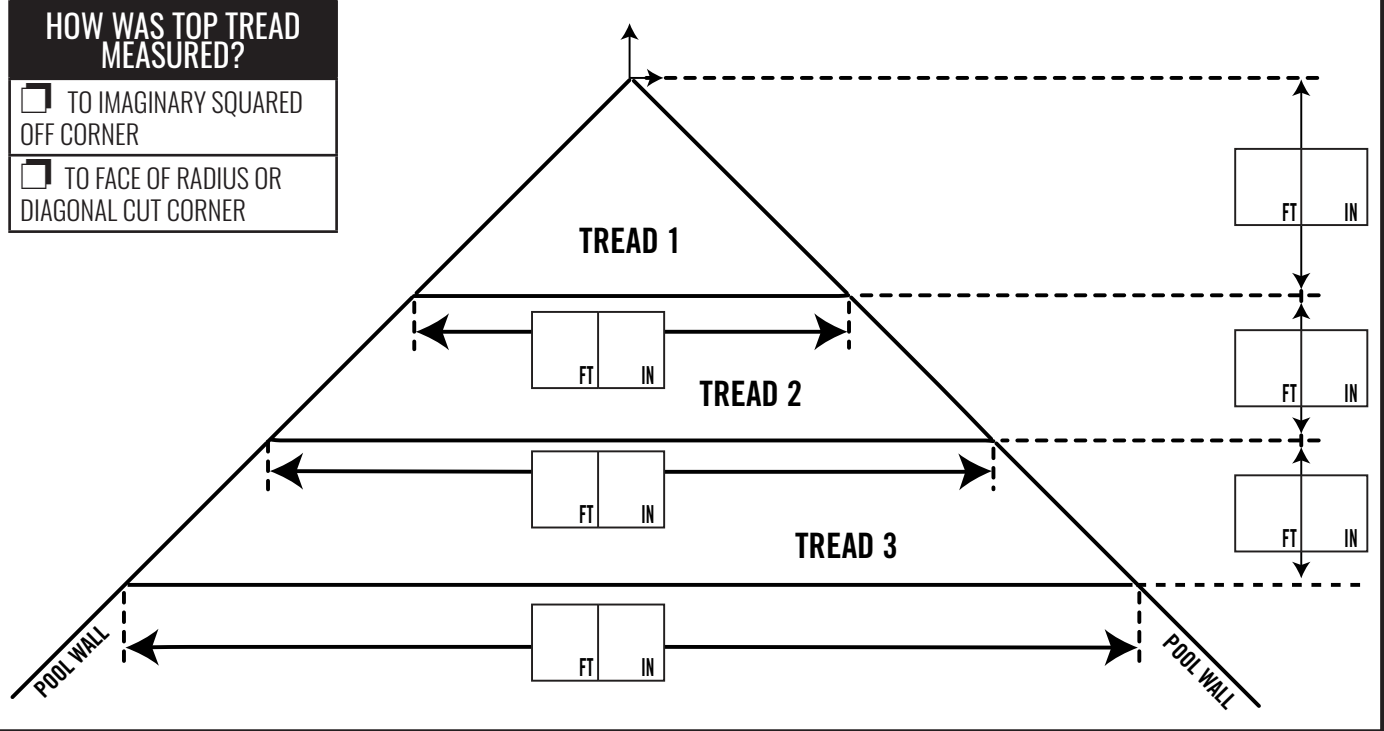 HOW WAS TOP TREAD
MEASURED?
TO IMAGINARY SQUARED
OFF CORNER
TO FACE OF RADIUS OR
DIAGONAL CUT CORNER
FT IN
TREAD 1
FT IN
FT IN
TREAD 2
FT IN
FT IN
TREAD 3
FT IN
POOL WALL
POOL WALL